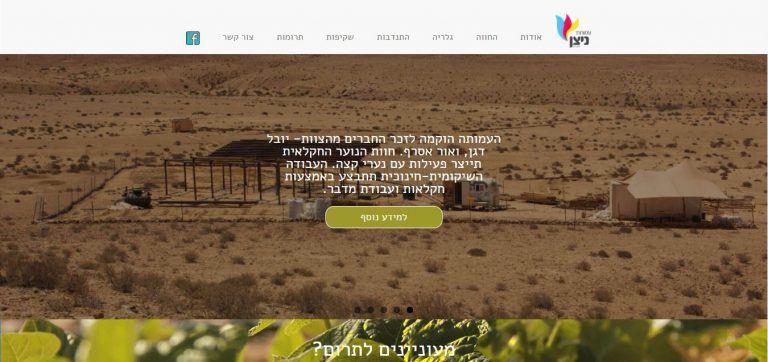 עמותת
ניצן
אודות
החווה
גלריה
התנדבות
שקיפות
תרומות
צור קשר
f
העמותה הוקמה לזכר החברים מהצוות- יובל
דגן, ואור אסרף. חוות הנוער החקלאית
תייצר פעילות עם נערי קצה. העבודה
השיקומית-חינוכית תתבצע באמצעות
חקלאות ועבודת מדבר.
למידע נוסף
מעוניינים לתרום?